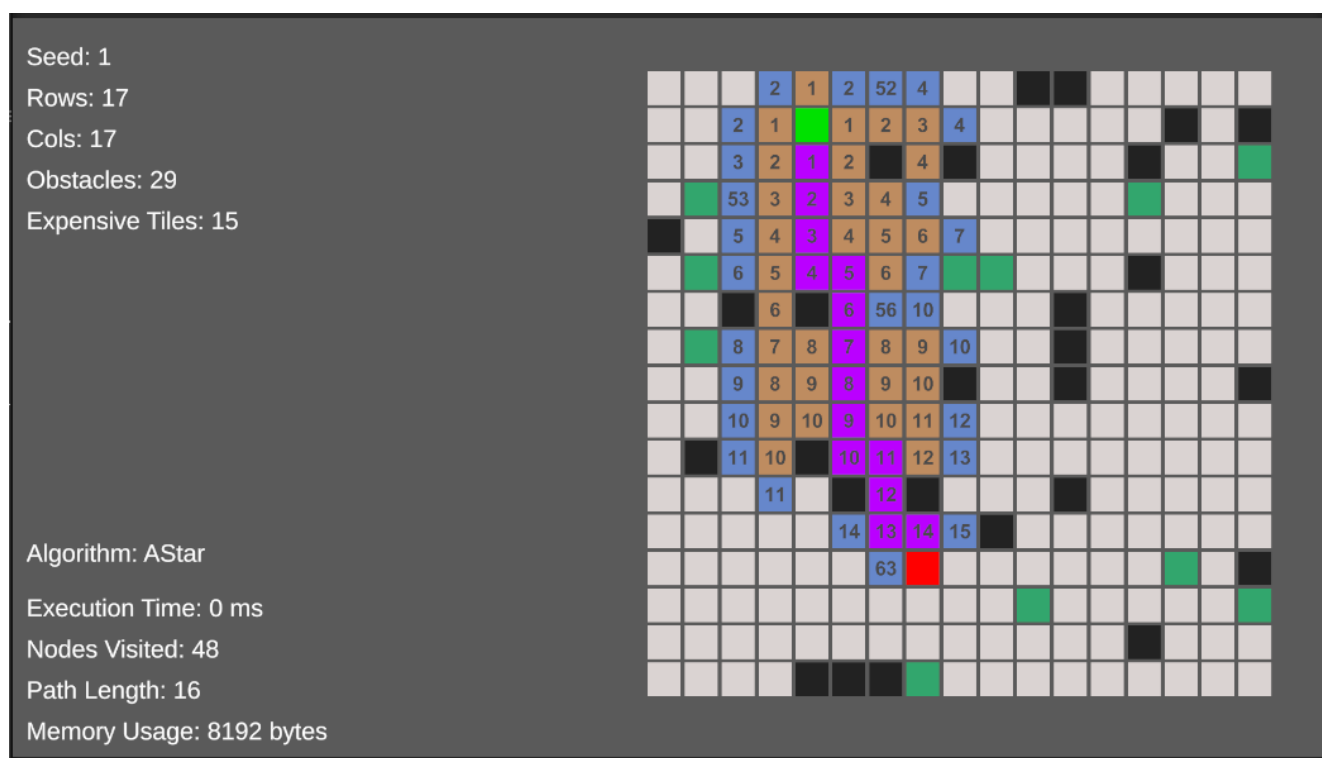 Seed: 1
Rows: 17
Cols: 17
Obstacles: 29
Expensive Tiles: 15
Algorithm: AStar
Execution Time: 0 ms
Nodes Visited: 48
Path Length: 16
Memory Usage: 8192 bytes
2 1 2 52 4
2 1 1 2 3 4
3 2 1 2 4
53 3 2 3 4 5
5 4 3 4 5 6 7
6 5 4 5 6 7
6 6 56 10
8 7 8 7 8 9 10
9 8 9 8 9 10
10 9 10 9 10 11 12
11 10 10 11 12 13
11 12
14 13 14 15
63